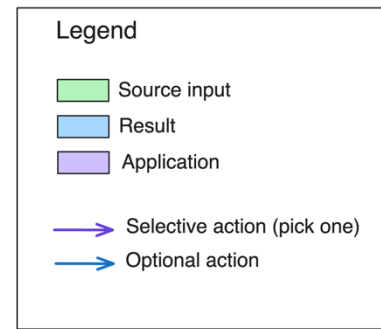 Legend
Source input
Result
Application
Selective action (pick one)
Optional action